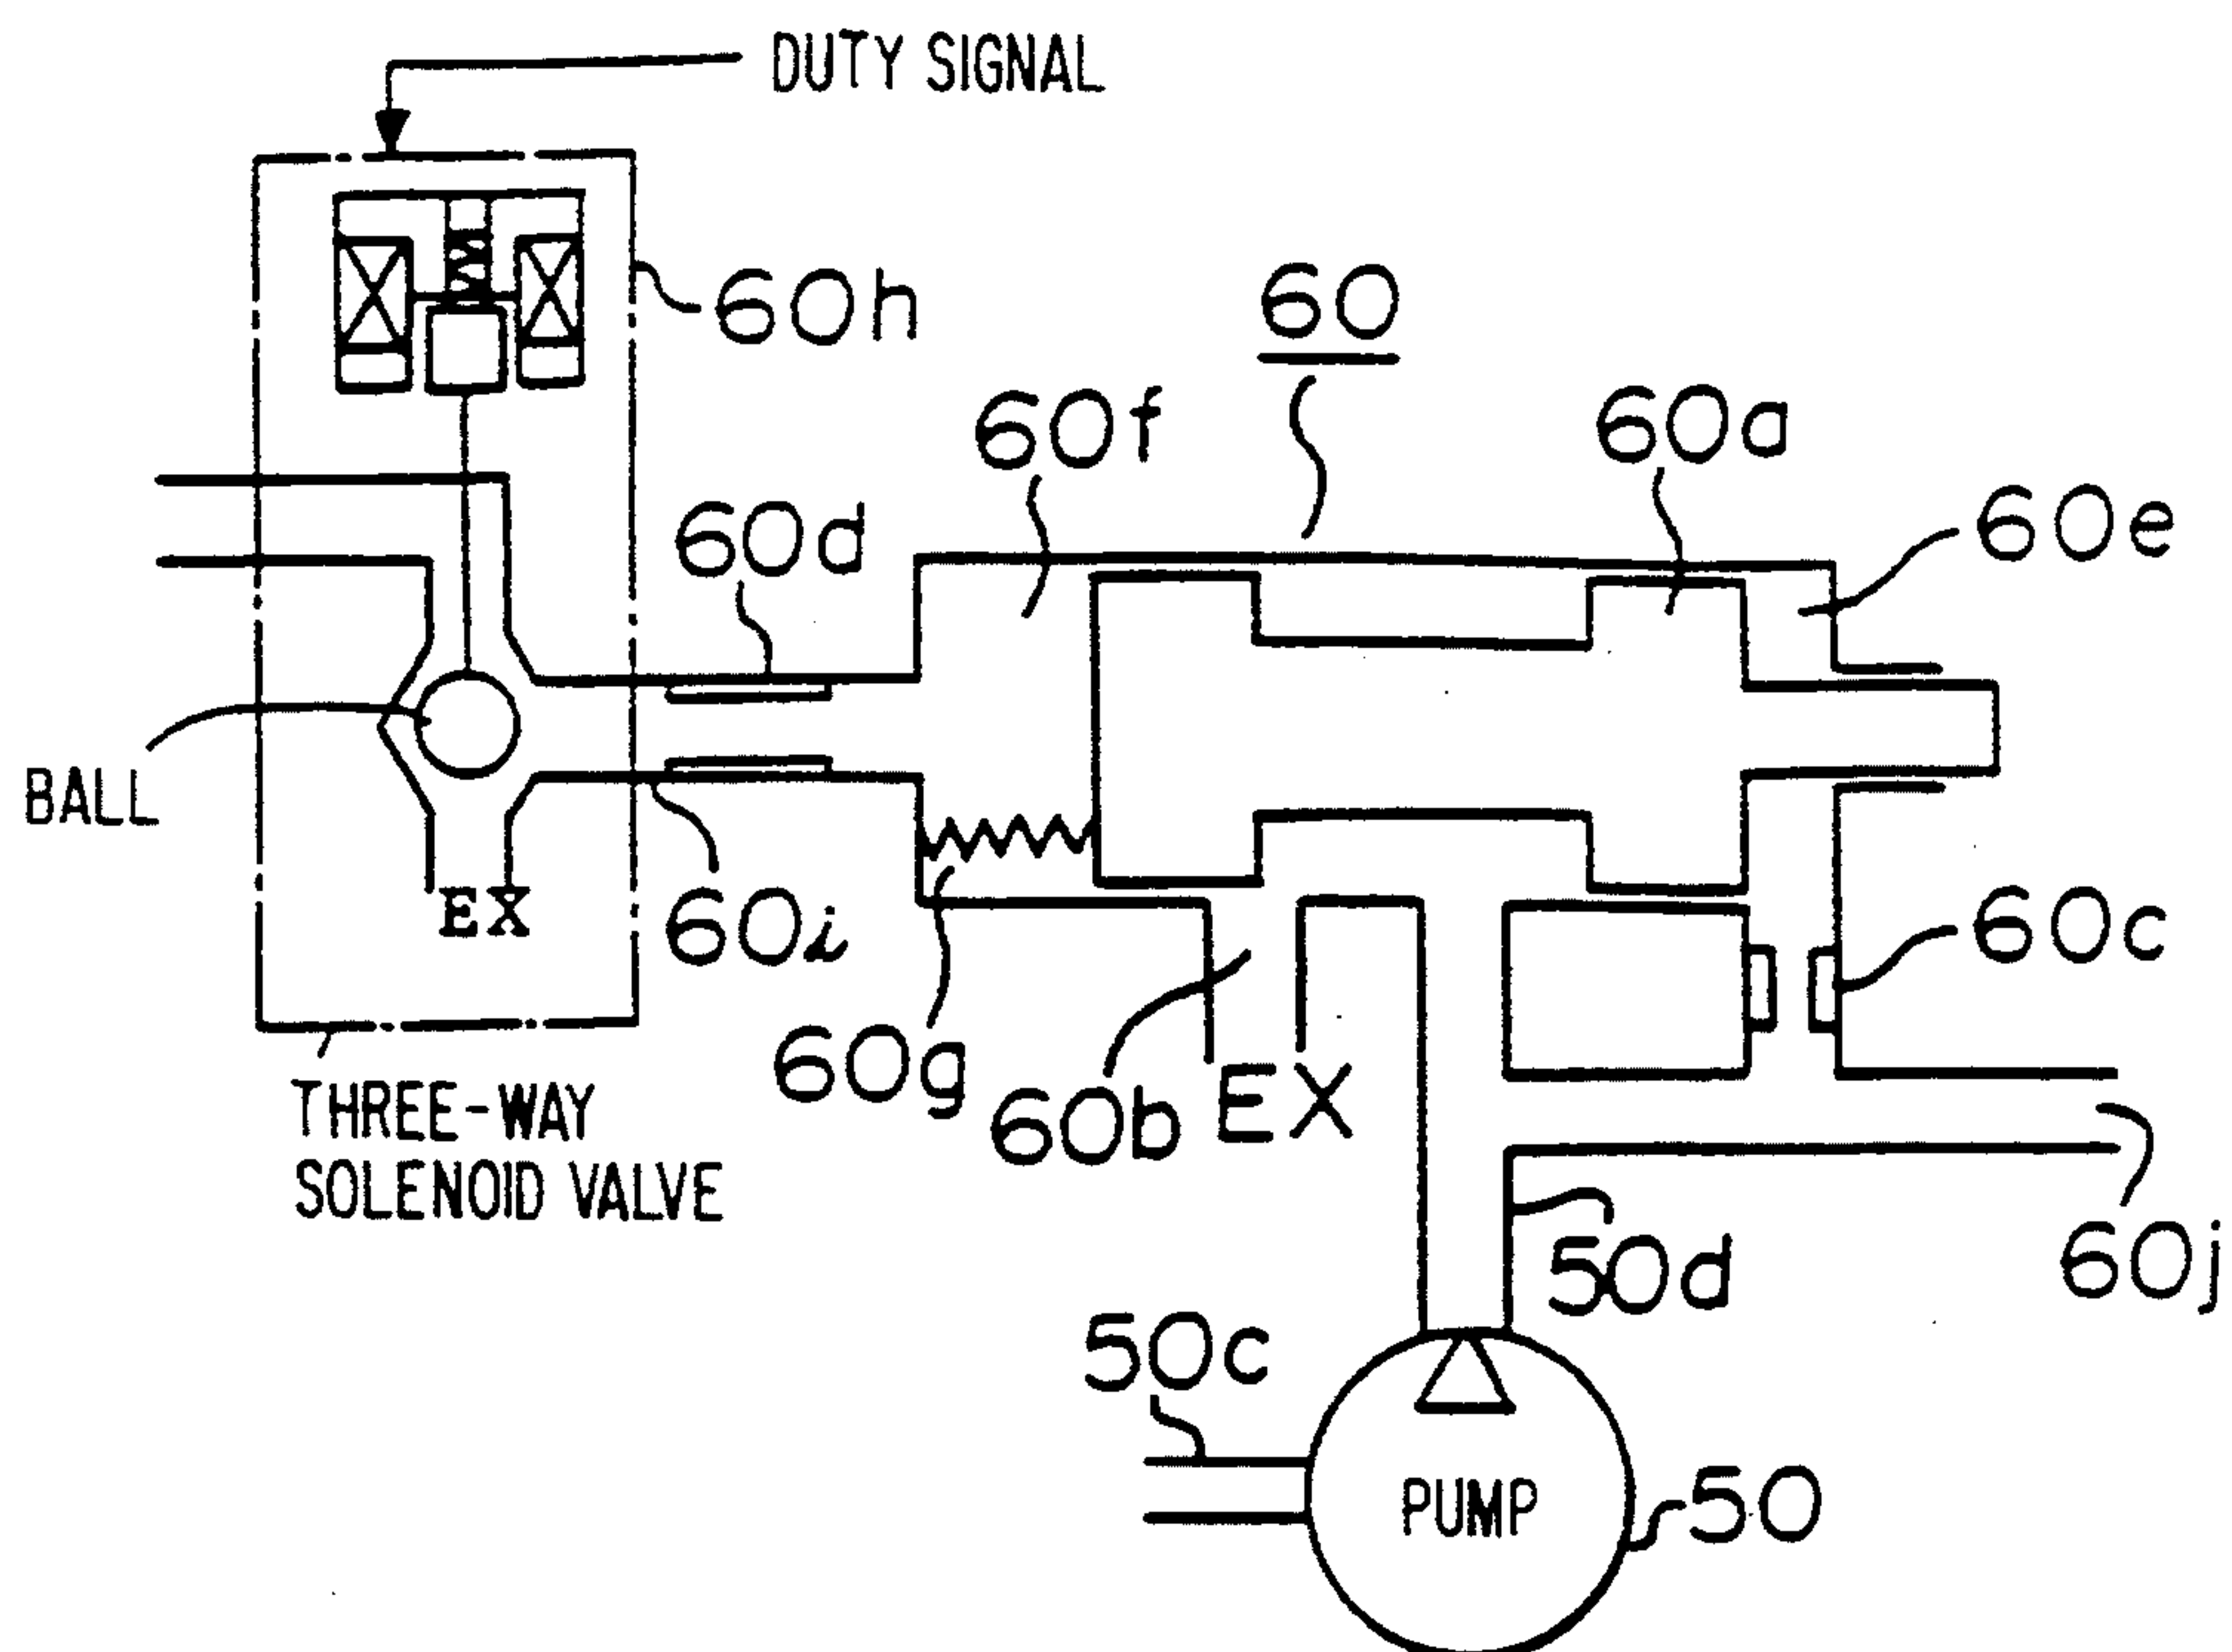 DUTY SIGNAL
60h
60
60f
60a
60d
60e
BALL
EX
60i
60c
60g
60b
EX
THREE-WAY
SOLENOID VALVE
50d
60j
50c
PUMP
50